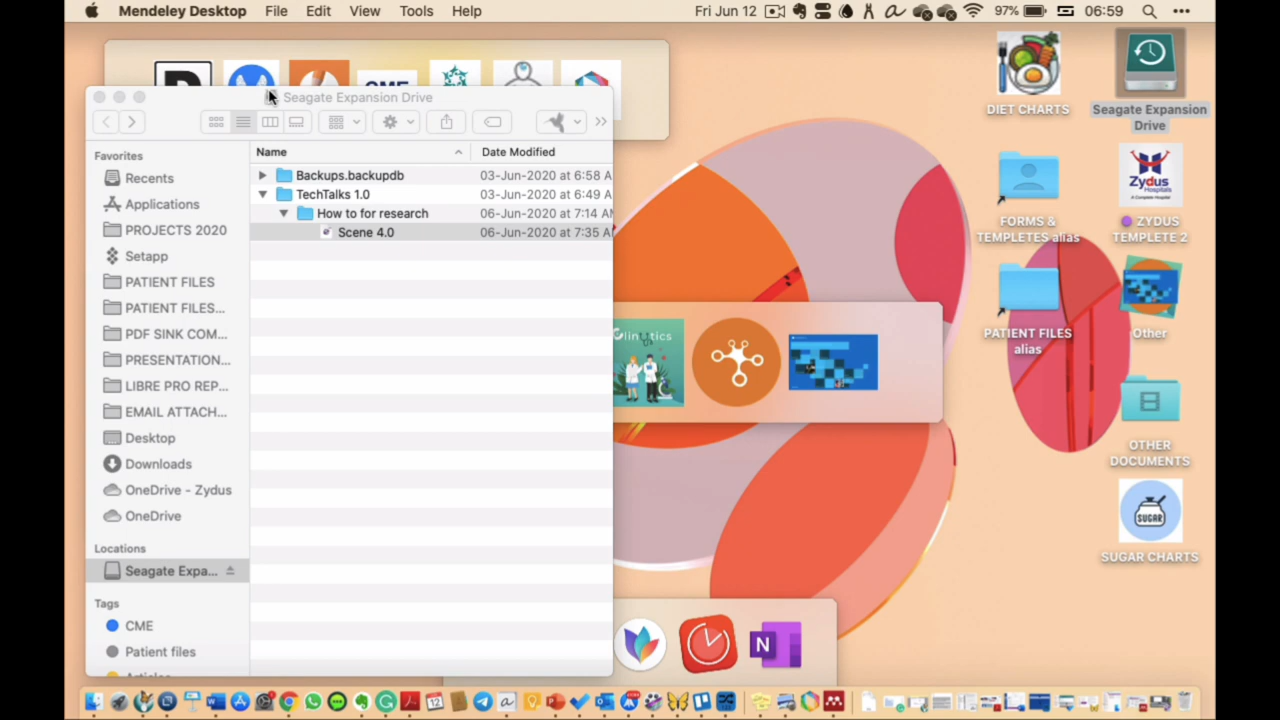 Mendeley Desktop File Edit View Tools Help Fri Jun 12 97% 06:59
CME
Seagate Expansion Drive
Name Date Modified
Favorites
Recents
Applications
PROJECTS 2020
Setapp
PATIENT FILES
PATIENT FILES...
PDF SINK COM...
PRESENTATION...
LIBRE PRO REP...
EMAIL ATTACH...
Desktop
Downloads
OneDrive - Zydus
OneDrive
Locations
Seagate Expa...
Tags
CME
Patient files
Backups.backupdb 03-Jun-2020 at 6:58 A
TechTalks 1.0 03-Jun-2020 at 6:49 A
How to for research 06-Jun-2020 at 7:14 AM
Scene 4.0 06-Jun-2020 at 7:35 A
DIET CHARTS
Seagate Expansion
Drive
FORMS &
TEMPLETES alias
Zydus
Hospitals
ZYDUS
TEMPLETE 2
PATIENT FILES
alias
Other
OTHER
DOCUMENTS
SUGAR
SUGAR CHARTS
N